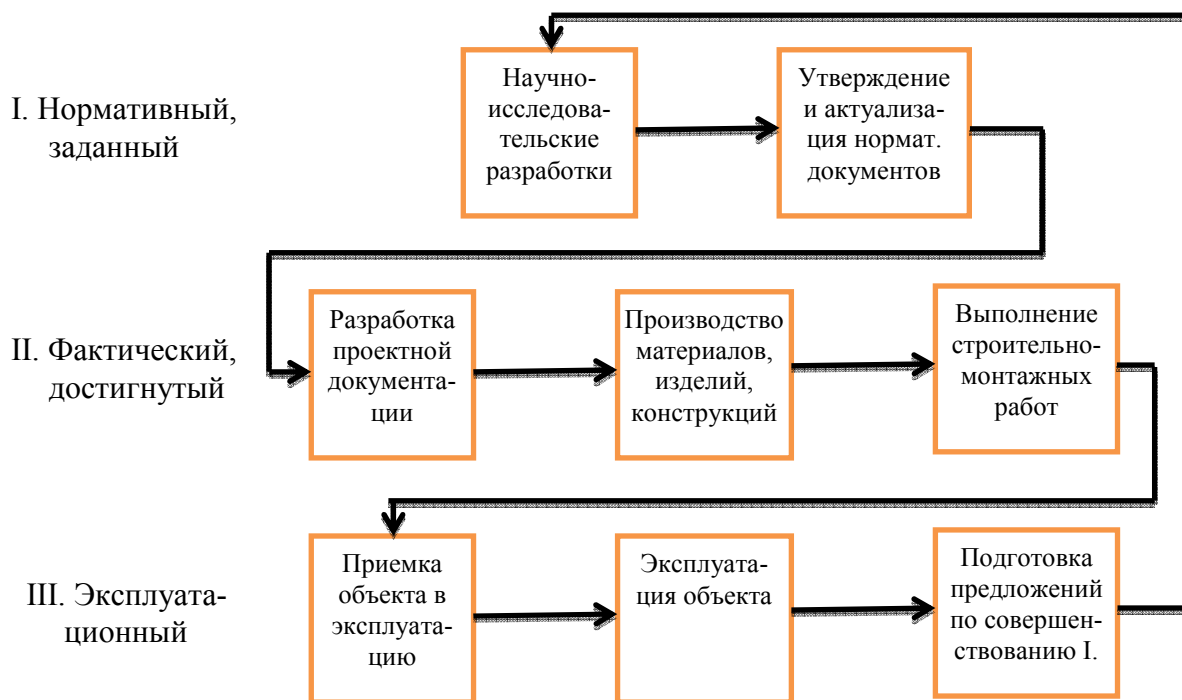 I. Нормативный,
заданный
Научно-
исследова-
тельские
разработки
Утверждение
и актуализа-
ция нормат.
документов
II. Фактический,
достигнутый
Разработка
проектной
документа-
ции
Производство
материалов,
изделий,
конструкций
Выполнение
строительно-
монтажных
работ
III. Эксплуата-
ционный
Приемка
объекта в
эксплуата-
цию
Эксплуата-
ция объекта
Подготовка
предложений
по совершен-
ствованию I.